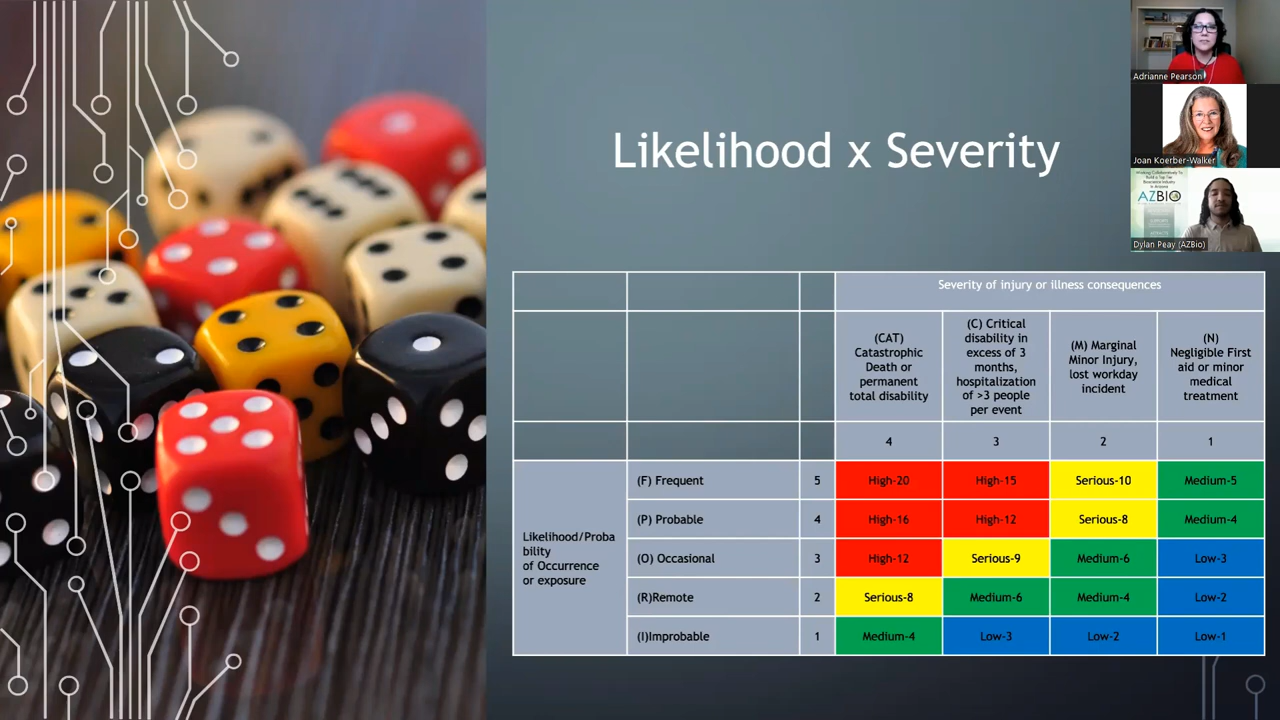 Likelihood x Severity
Adrianne Pearson
Joan Koerber-Walker
AZBIO
Dylan Peay (AZBio)
Severity of injury or illness consequences
(CAT)
Catastrophic
Death or
permanent
total disability
(C) Critical
disability in
excess of 3
months,
hospitalization
of >3 people
per event
(M) Marginal
Minor Injury,
lost workday
incident
(N)
Negligible First
aid or minor
medical
treatment
4 3 2 1
Likelihood/Proba
bility
of Occurrence
or exposure
(F) Frequent 5 High-20 High-15 Serious-10 Medium-5
(P) Probable 4 High-16 High-12 Serious-8 Medium-4
(O) Occasional 3 High-12 Serious-9 Medium-6 Low-3
(R)Remote 2 Serious-8 Medium-6 Medium-4 Low-2
(I)Improbable 1 Medium-4 Low-3 Low-2 Low-1